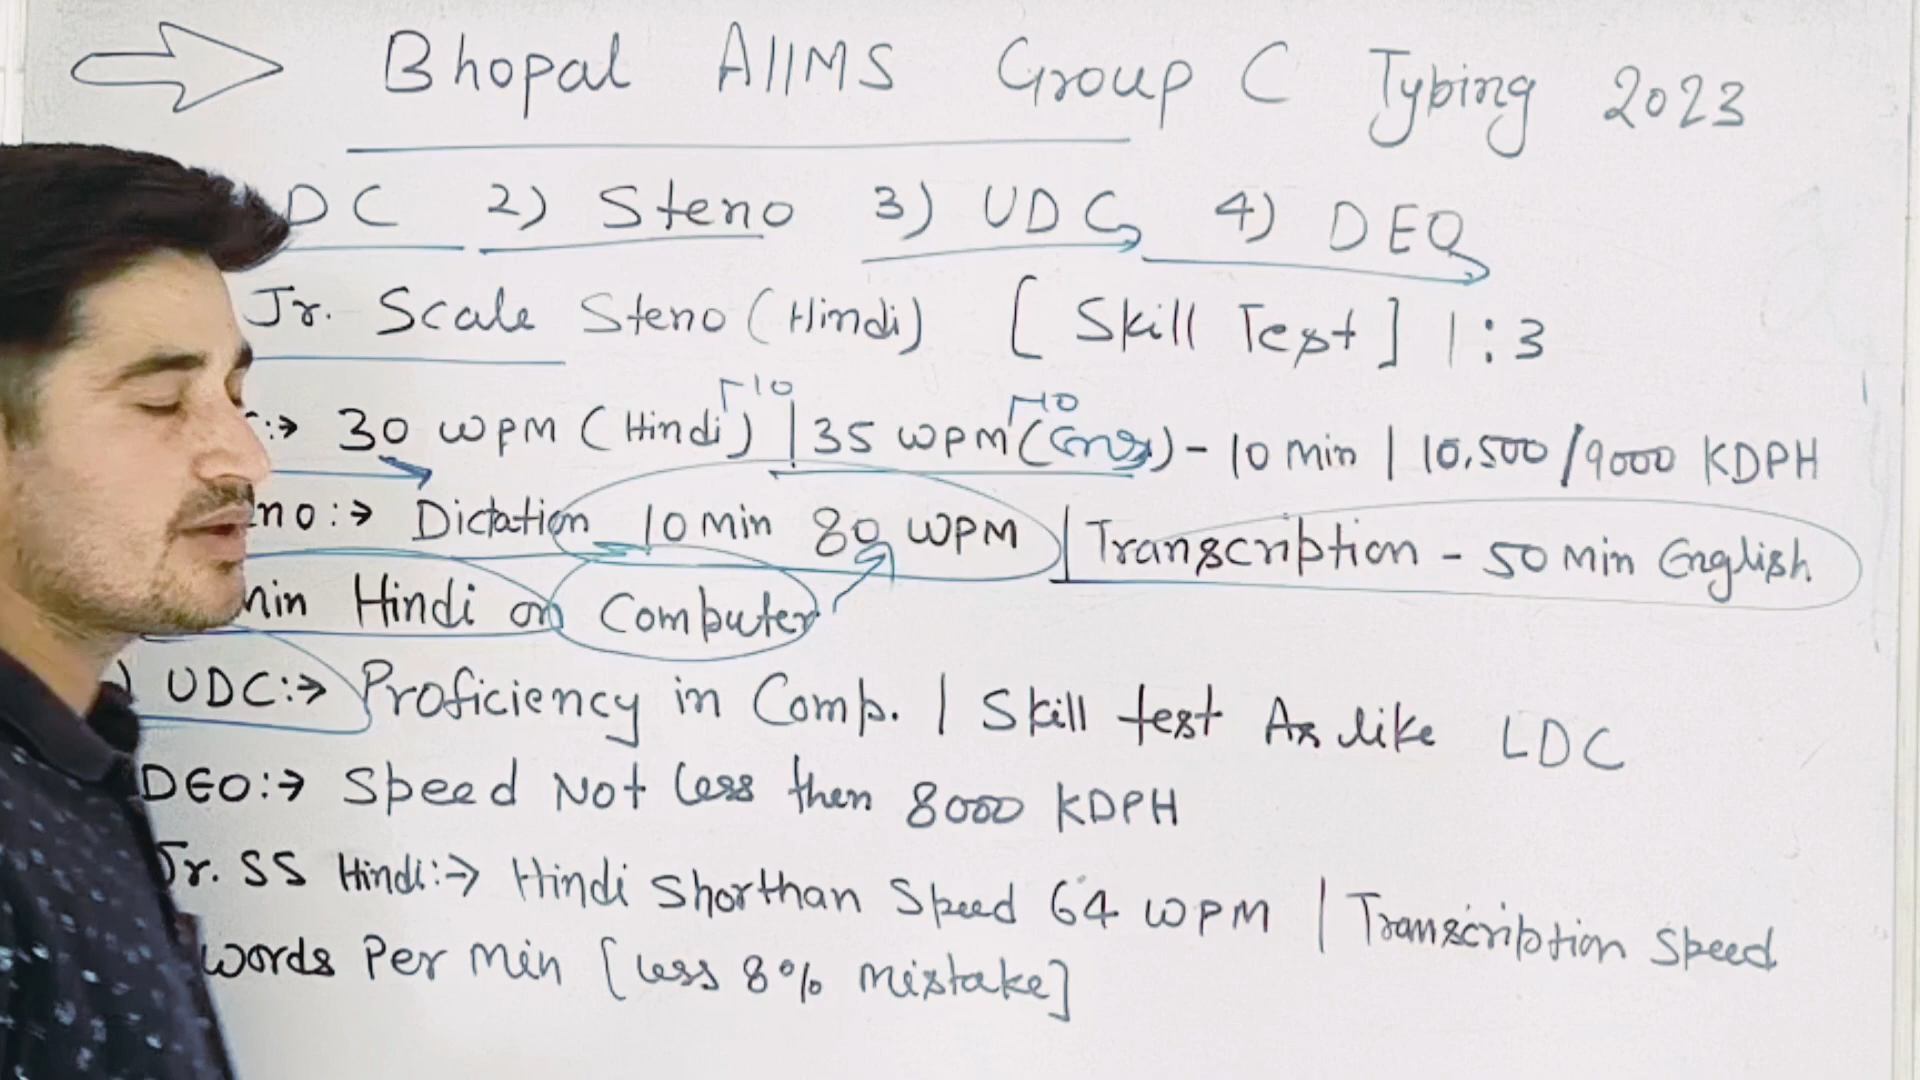 Bhopal AIIMS Group C Typing 2023
DC 2) Steno 3) UDC 4) DEO
Jr. Scale Steno (Hindi) [Skill Test] 1:3
:→ 30 WPM (Hindi) | 35 WPM (Eng) - 10 min | 10,500/9000 KDPH
no:→ Dictation 10 min 80 WPM | Transcription - 50 min English
min Hindi on Computer
) UDC:→ Proficiency in Comp. | Skill test As like LDC
DEO:→ Speed Not less then 8000 KDPH
Jr. SS Hindi:→ Hindi Shorthan Speed 64 WPM | Transcription Speed
words Per min [less 8% mistake]